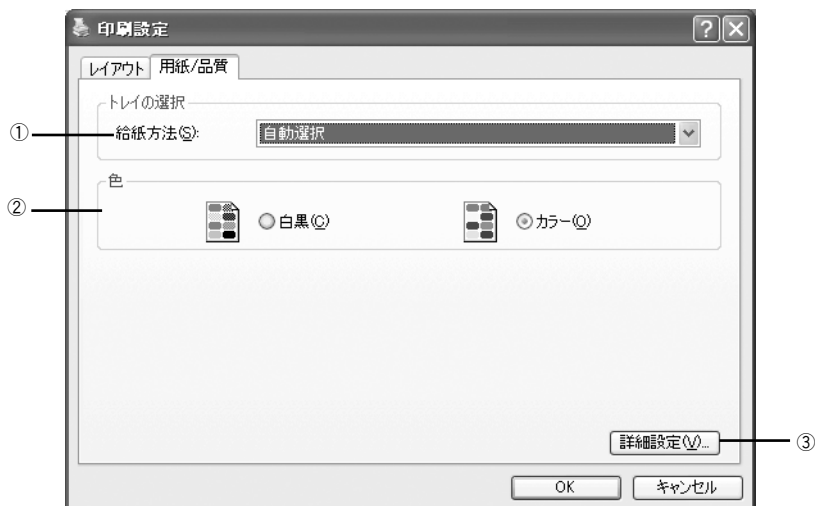 印刷設定
レイアウト 用紙/品質
トレイの選択
① 給紙方法(S): 自動選択
② 色
白黒(C) カラー(O)
詳細設定(V)... ③
OK キャンセル